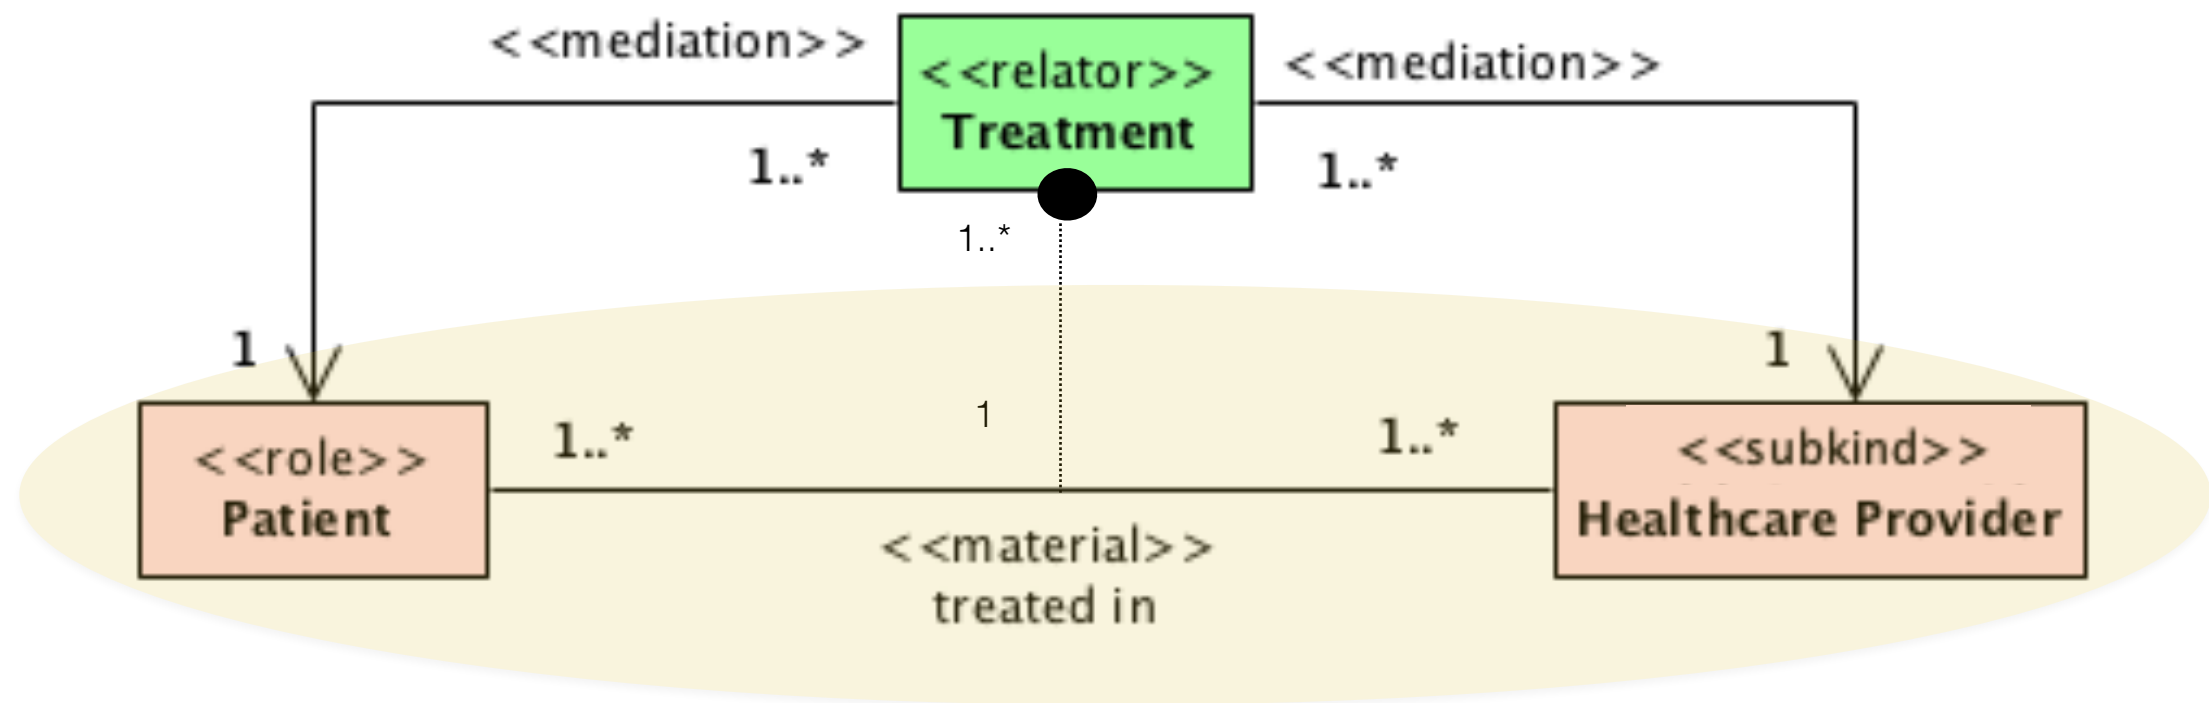 <<mediation>>
<<relator>>
Treatment
<<mediation>>
1..*
1..*
1..*
1
1
<<role>>
Patient
1..*
1
1..*
<<subkind>>
Healthcare Provider
<<material>>
treated in